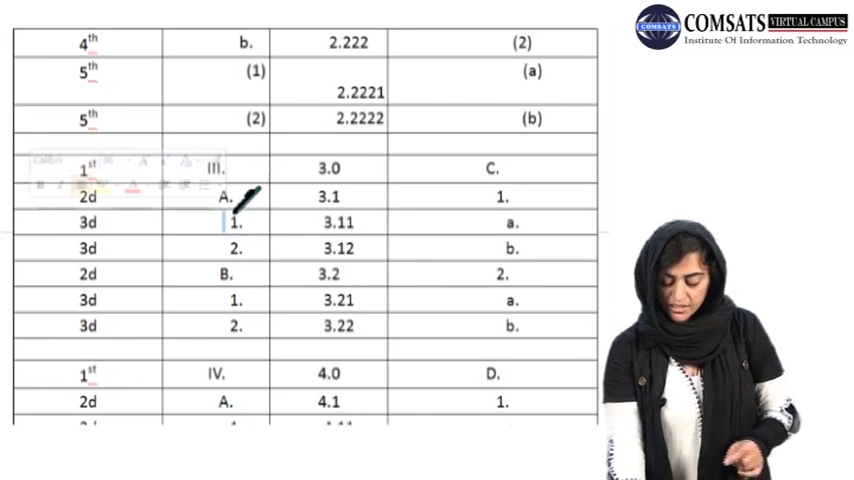 COMSATS VIRTUAL CAMPUS
COMSATS
Institute Of Information Technology
4th b. 2.222 (2)
5th (1) 2.2221 (a)
5th (2) 2.2222 (b)
Calibri
1st III. 3.0 C.
2d A. 3.1 1.
3d 1. 3.11 a.
3d 2. 3.12 b.
2d B. 3.2 2.
3d 1. 3.21 a.
3d 2. 3.22 b.
1st IV. 4.0 D.
2d A. 4.1 1.